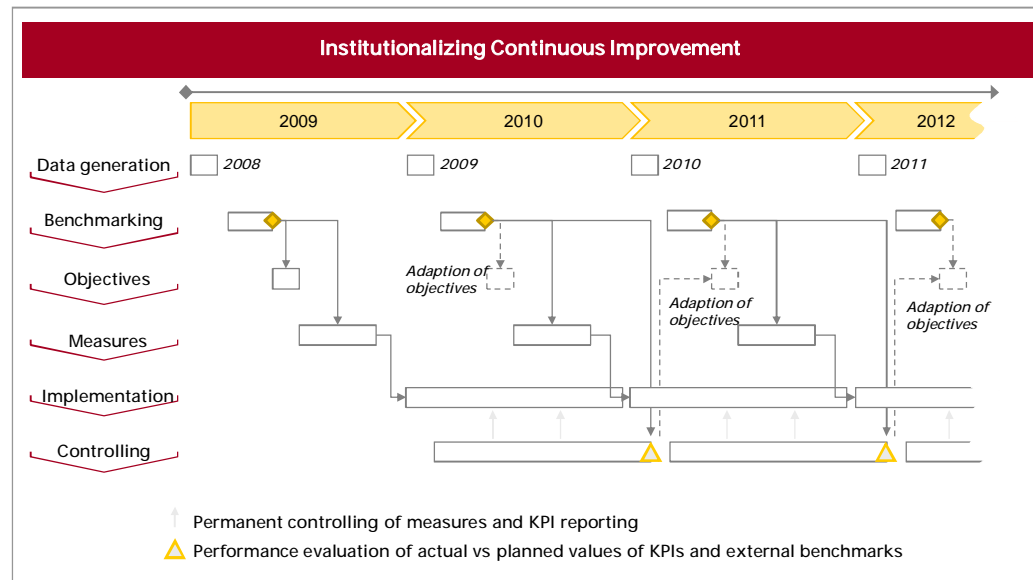 Institutionalizing Continuous Improvement
2009 2010 2011 2012
Data generation 2008 2009 2010 2011
Benchmarking
Objectives
Adaption of
objectives
Adaption of
objectives
Adaption of
objectives
Measures
Implementation
Controlling
Permanent controlling of measures and KPI reporting
Performance evaluation of actual vs planned values of KPIs and external benchmarks